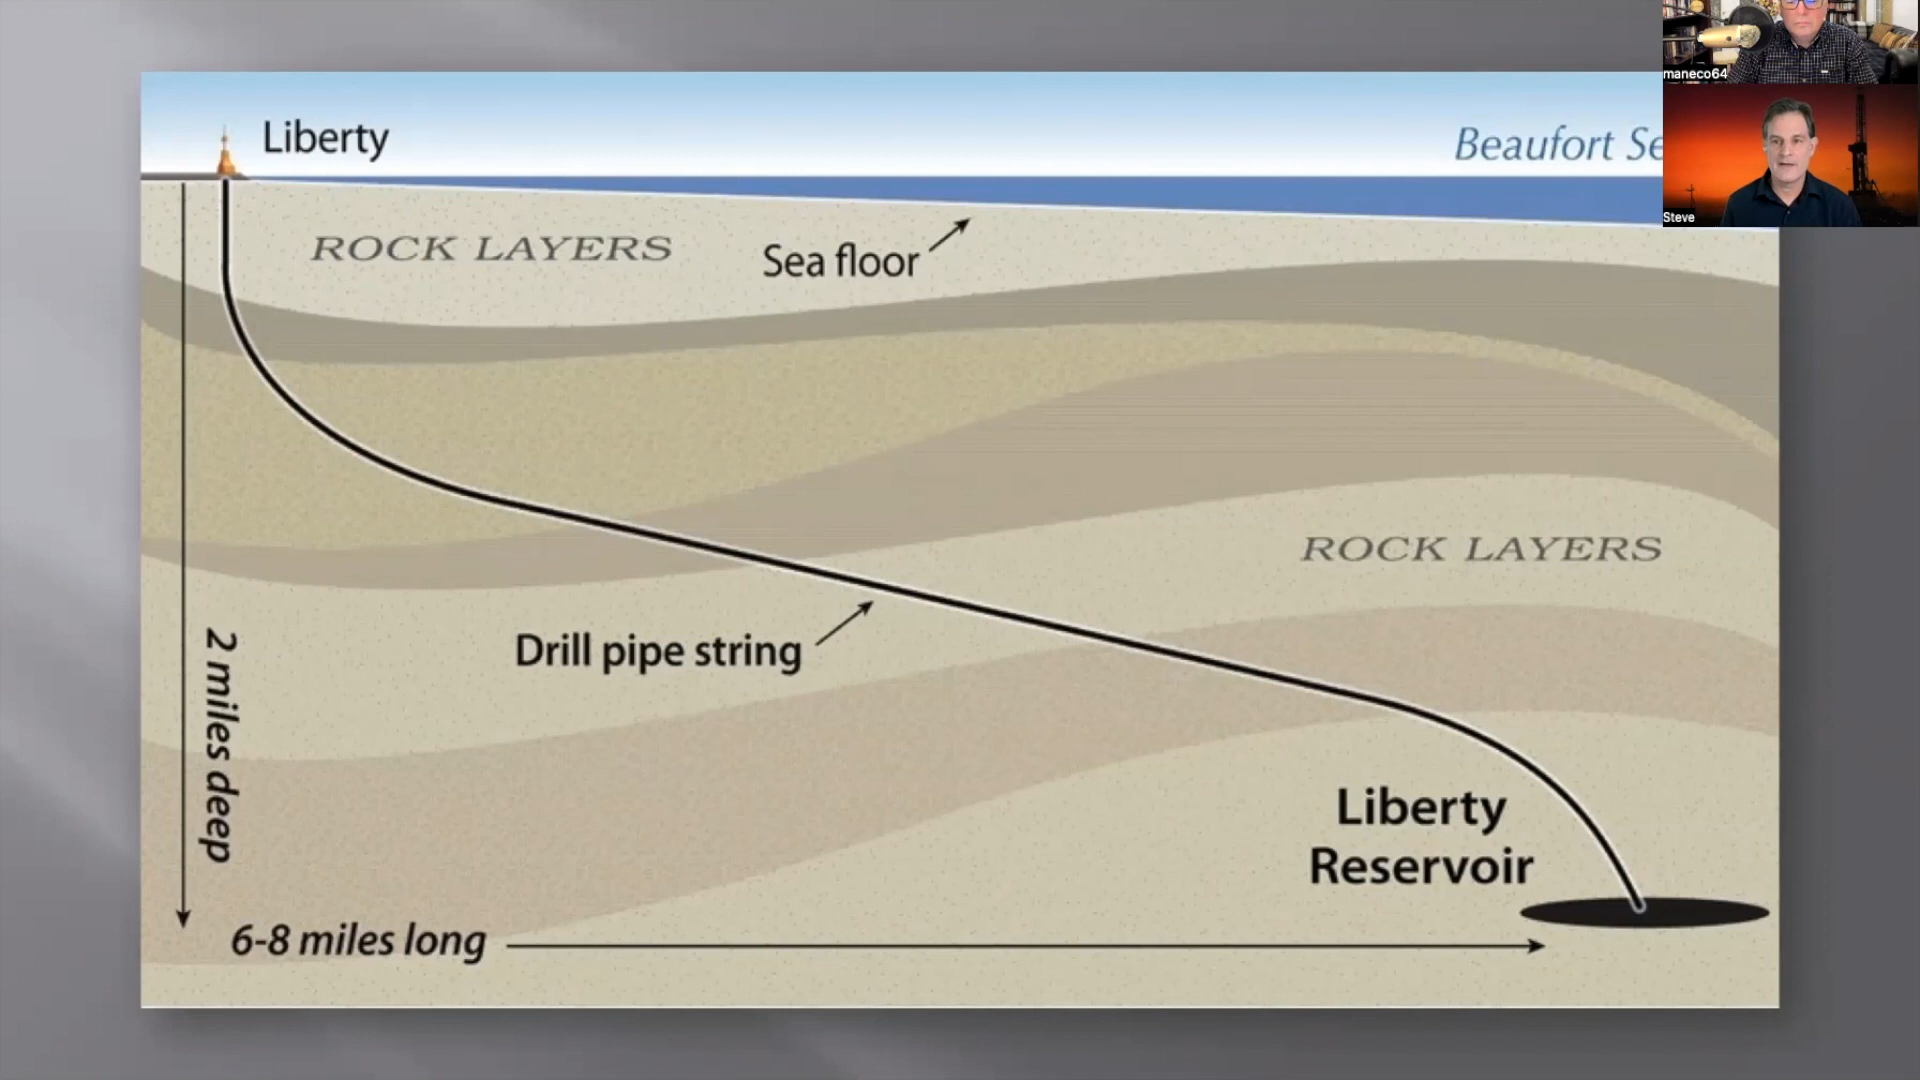 maneco64
Liberty
Beaufort Se
Steve
ROCK LAYERS
Sea floor
ROCK LAYERS
Drill pipe string
2 miles deep
Liberty
Reservoir
6-8 miles long